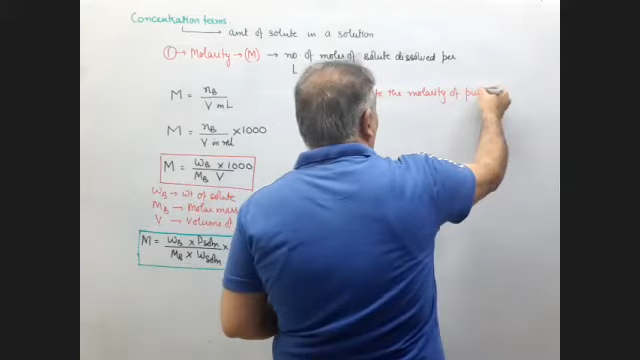 Concentration terms
amt of solute in a solution
① → Molarity → (M) → no of moles of solute dissolved per
L
the molarity of pu
M = nB / V in L
M = nB / V in mL × 1000
M = WB × 1000 / MB V
WB → wt of solute
MB → Molar mass
V → Volume of
M = WB × Dsoln × / MB × Wsoln